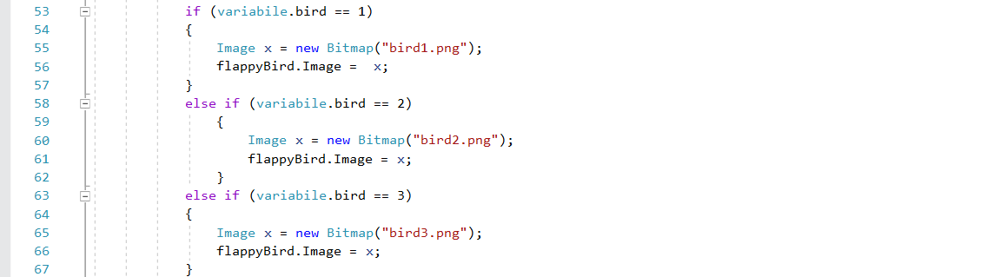 53 if (variabile.bird == 1)
54 {
55 Image x = new Bitmap("bird1.png");
56 flappyBird.Image =  x;
57 }
58 else if (variabile.bird == 2)
59 {
60 Image x = new Bitmap("bird2.png");
61 flappyBird.Image = x;
62 }
63 else if (variabile.bird == 3)
64 {
65 Image x = new Bitmap("bird3.png");
66 flappyBird.Image = x;
67 }